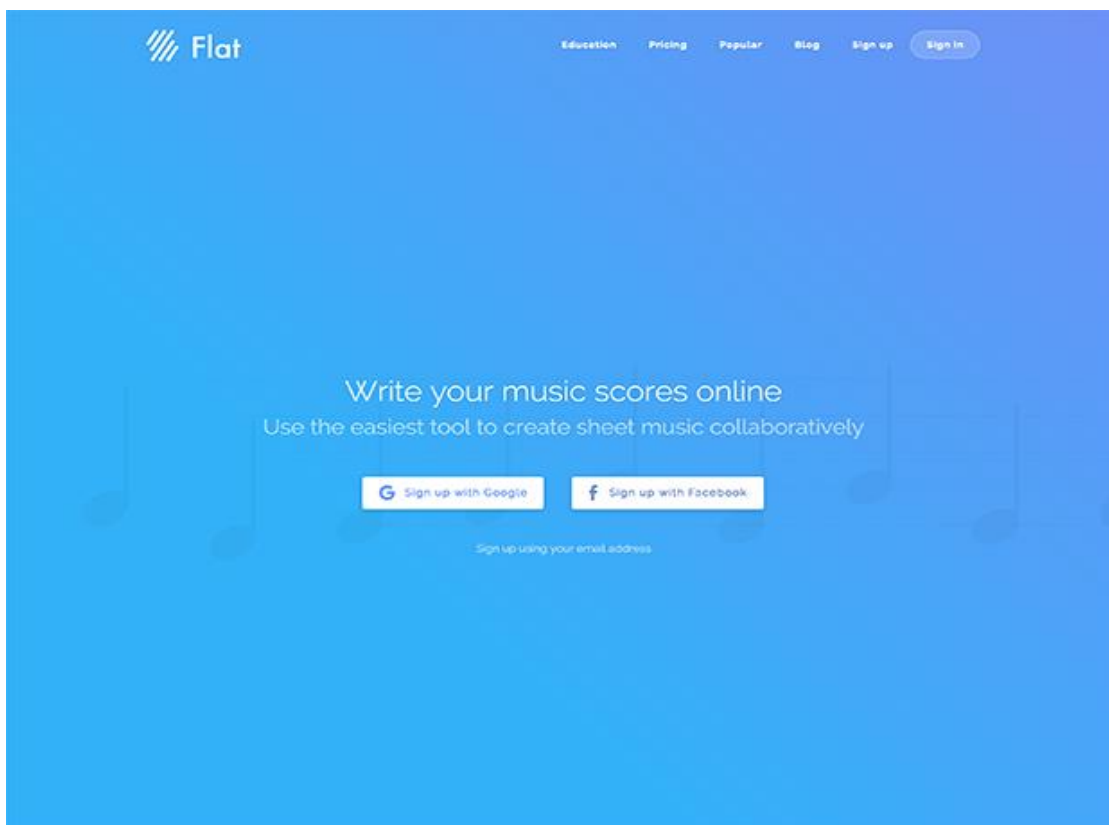 Flat
Education Pricing Popular Blog Sign up Sign in
Write your music scores online
Use the easiest tool to create sheet music collaboratively
G Sign up with Google f Sign up with Facebook
Sign up using your email address